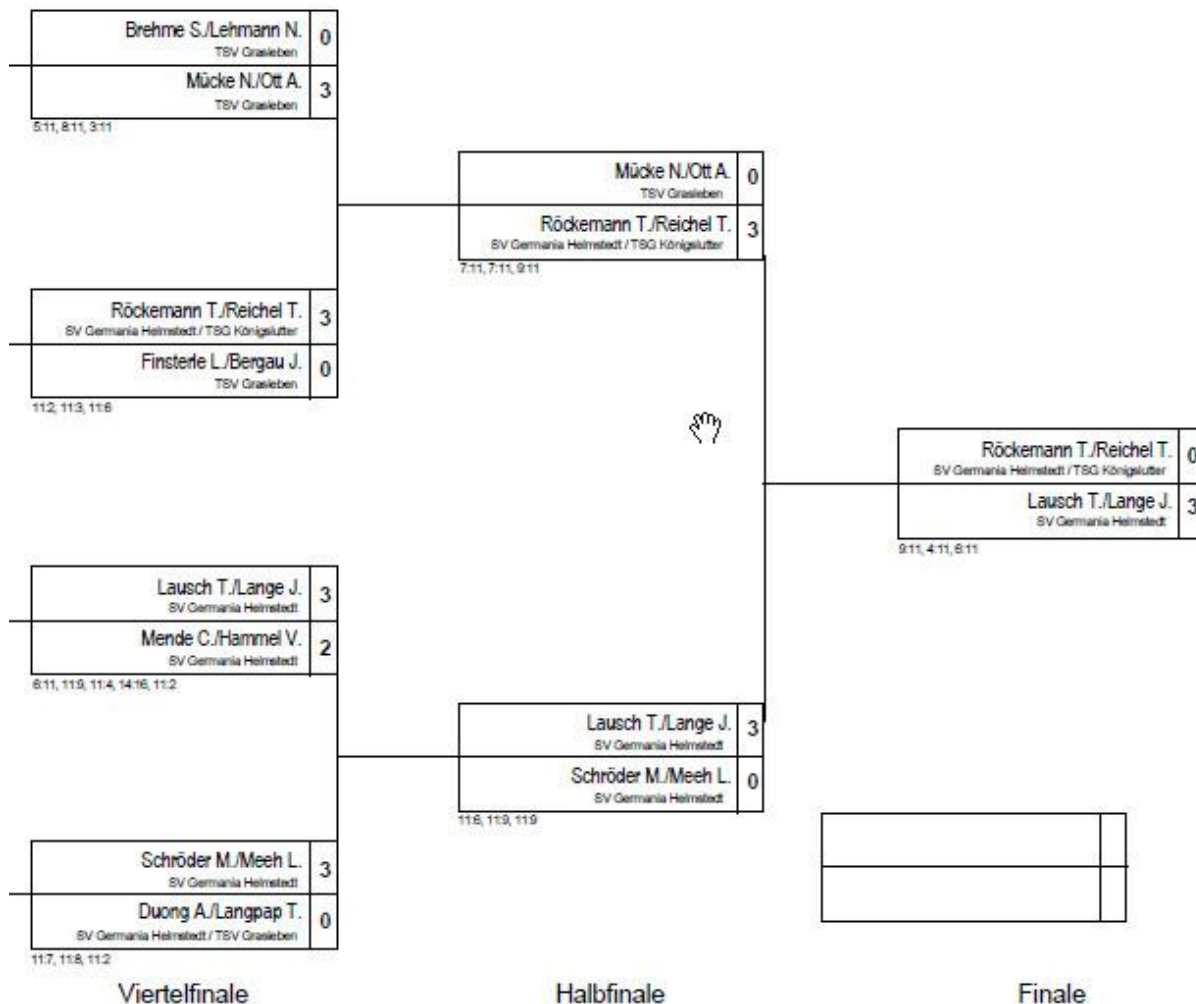 Brehme S./Lehmann N. 0
TSV Grasleben
Mücke N./Ott A. 3
TSV Grasleben
5:11, 8:11, 3:11
Röckemann T./Reichel T. 3
SV Germania Helmstedt / TSG Königslutter
Finsterle L./Bergau J. 0
TSV Grasleben
11:2, 11:3, 11:6
Lausch T./Lange J. 3
SV Germania Helmstedt
Mende C./Hammel V. 2
SV Germania Helmstedt
6:11, 11:9, 11:4, 14:16, 11:2
Schröder M./Meeh L. 3
SV Germania Helmstedt
Duong A./Langpap T. 0
SV Germania Helmstedt / TSV Grasleben
11:7, 11:8, 11:2
Viertelfinale
Mücke N./Ott A. 0
TSV Grasleben
Röckemann T./Reichel T. 3
SV Germania Helmstedt / TSG Königslutter
7:11, 7:11, 9:11
Lausch T./Lange J. 3
SV Germania Helmstedt
Schröder M./Meeh L. 0
SV Germania Helmstedt
11:6, 11:9, 11:9
Halbfinale
Röckemann T./Reichel T. 0
SV Germania Helmstedt / TSG Königslutter
Lausch T./Lange J. 3
SV Germania Helmstedt
9:11, 4:11, 6:11
Finale